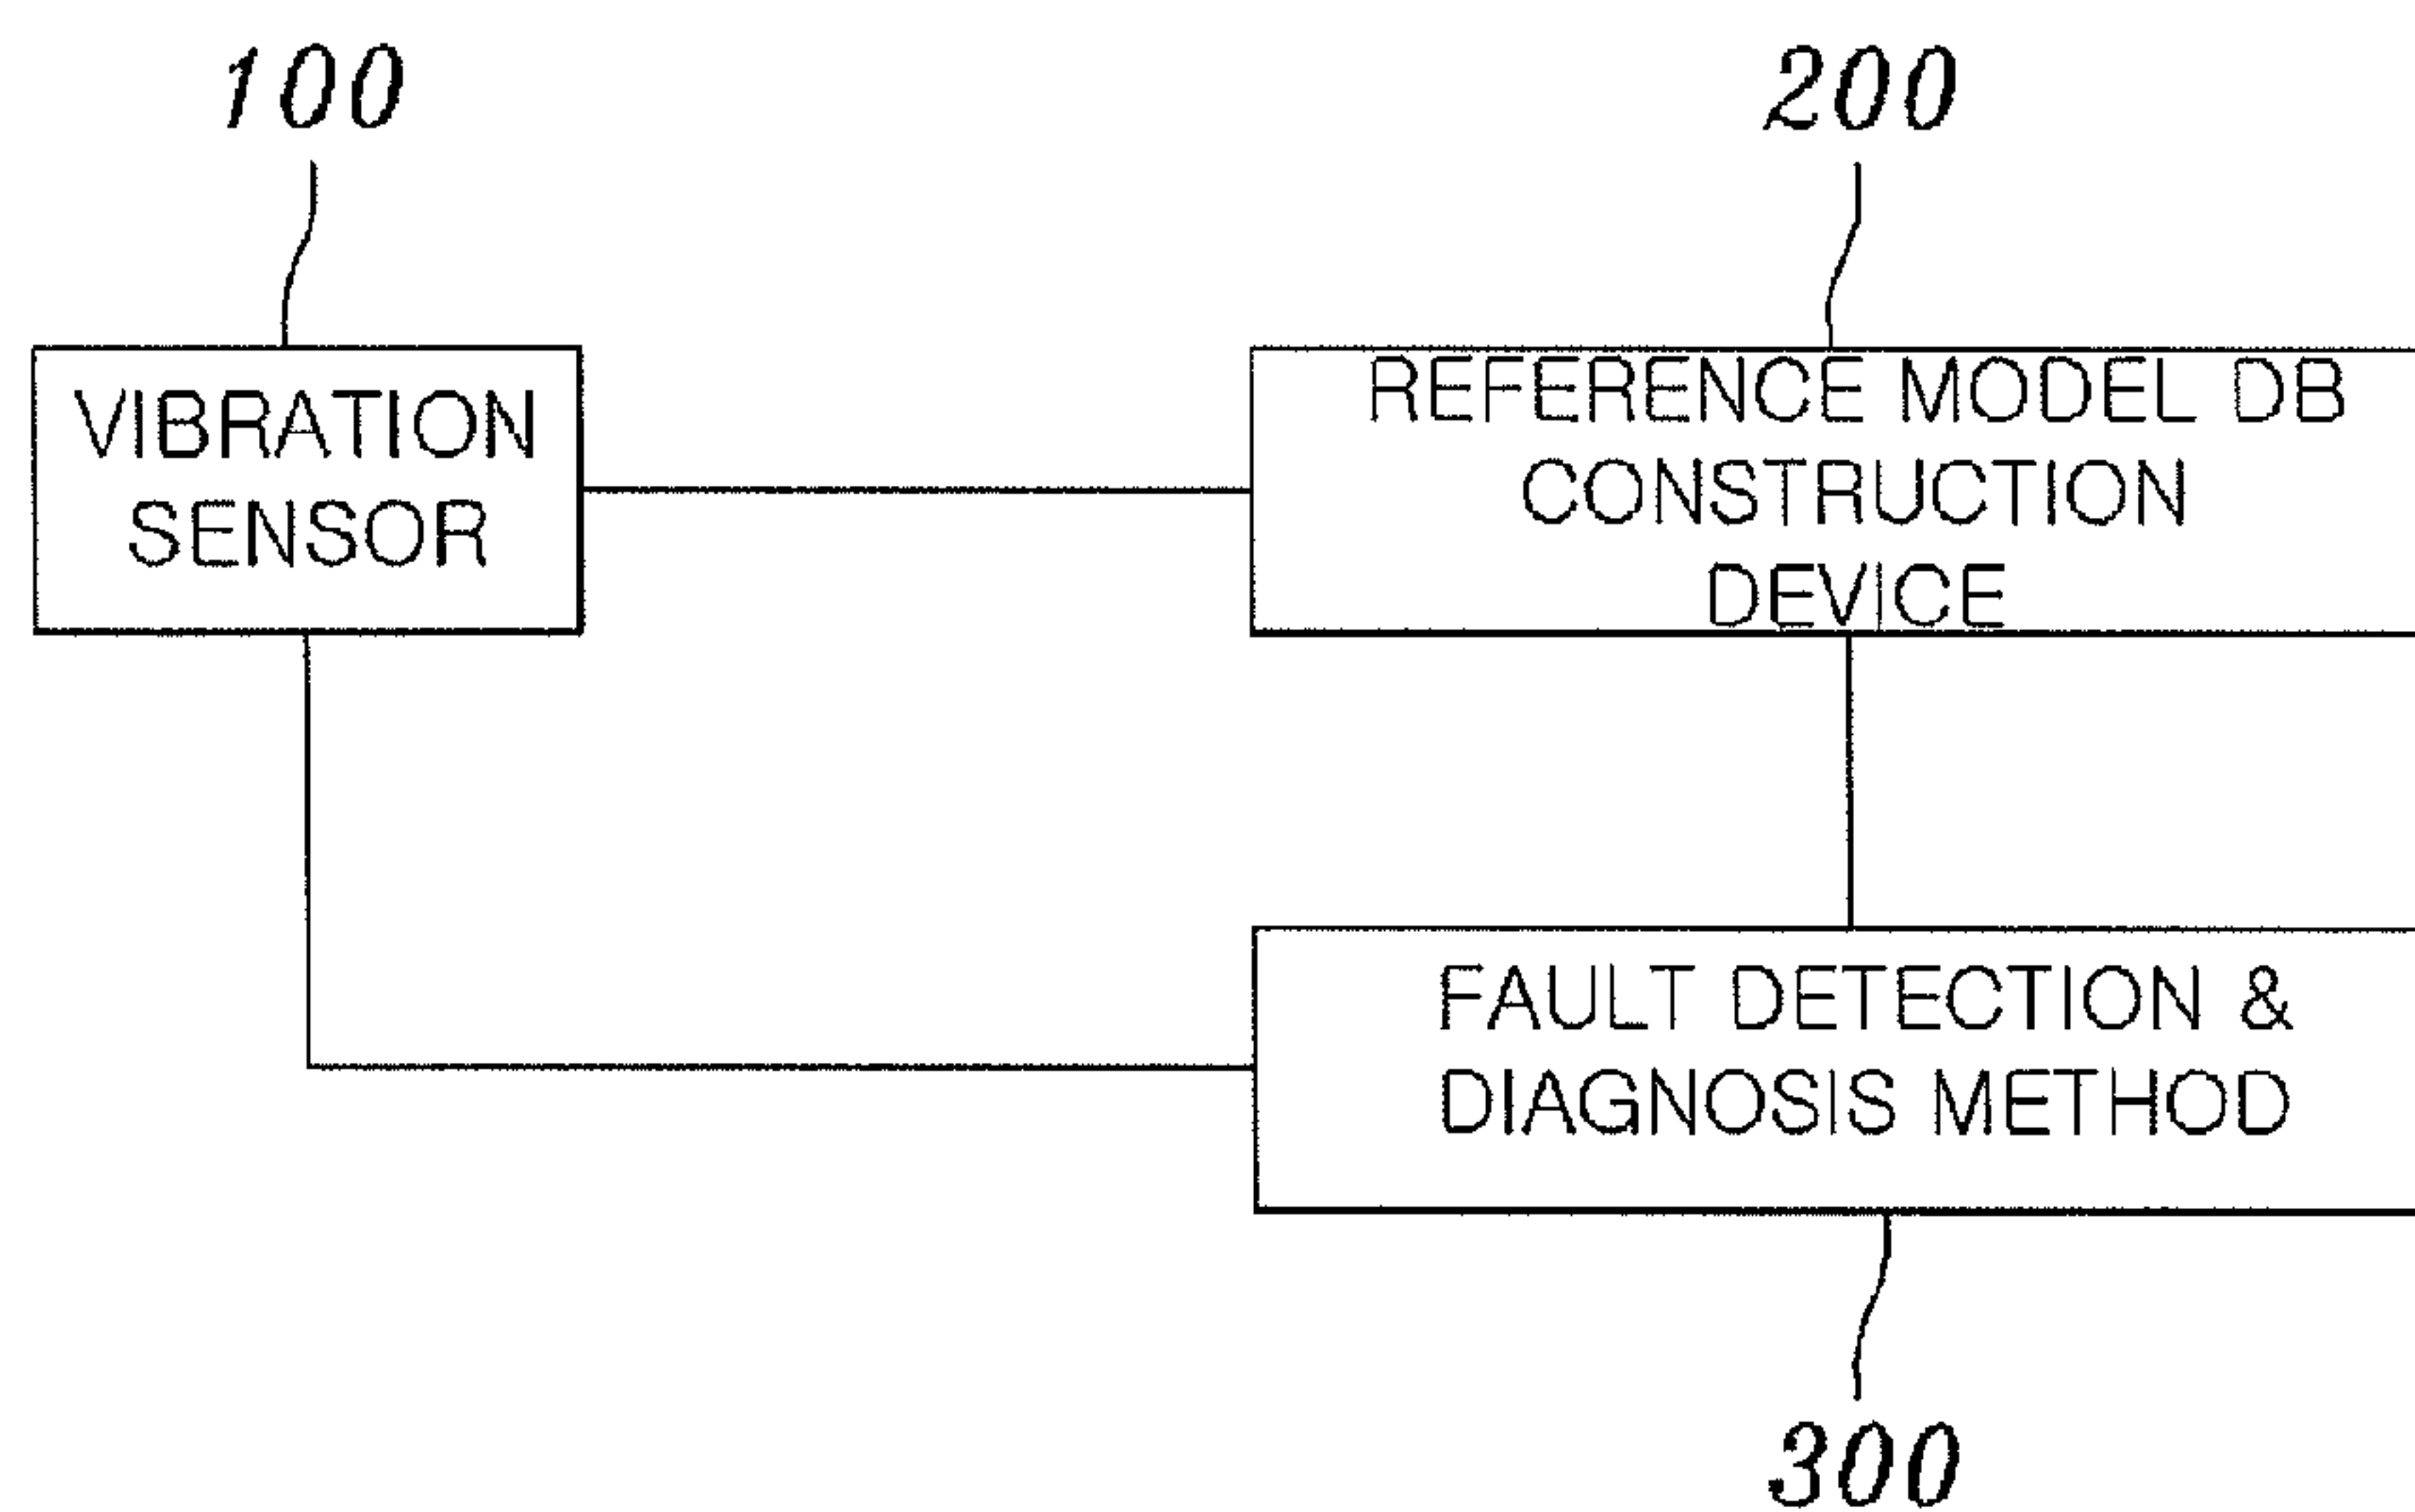 100
200
VIBRATION
SENSOR
REFERENCE MODEL DB
CONSTRUCTION
DEVICE
FAULT DETECTION &
DIAGNOSIS METHOD
300